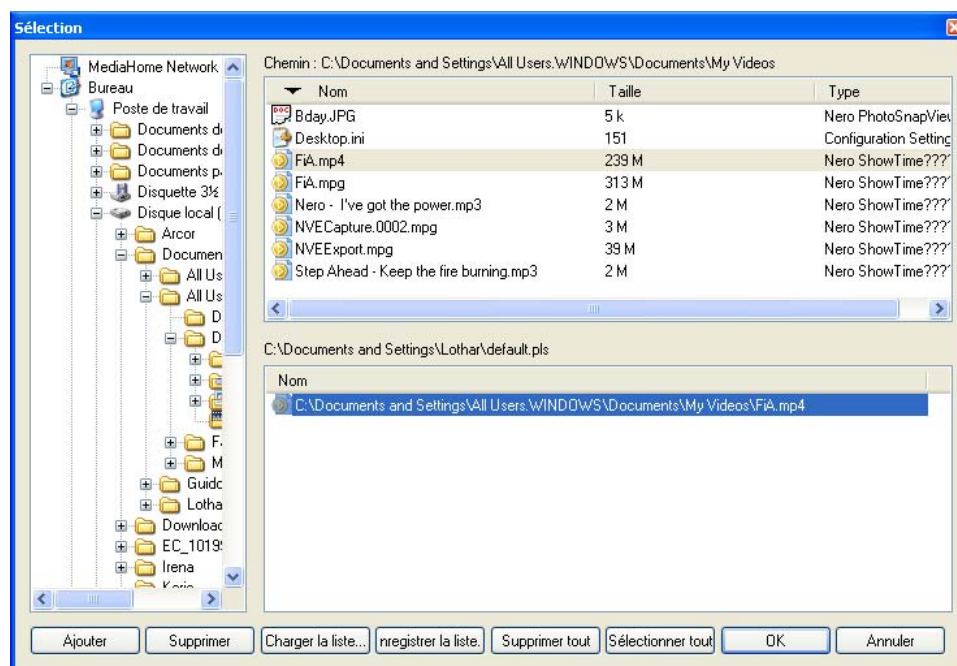 Sélection
MediaHome Network
Bureau
Poste de travail
Documents
Documents
Documents
Disquette 3½
Disque local (
Arcor
Documen
All Us
All Us
D
D
F
M
Guido
Lotha
Downloac
EC_1019
Irena
Chemin : C:\Documents and Settings\All Users.WINDOWS\Documents\My Videos
Nom Taille Type
Bday.JPG 5 k Nero PhotoSnapView
Desktop.ini 151 Configuration Setting
FiA.mp4 239 M Nero ShowTime???
FiA.mpg 313 M Nero ShowTime???
Nero - I've got the power.mp3 2 M Nero ShowTime???
NVECapture.0002.mpg 3 M Nero ShowTime???
NVEExport.mpg 39 M Nero ShowTime???
Step Ahead - Keep the fire burning.mp3 2 M Nero ShowTime???
C:\Documents and Settings\Lothar\default.pls
Nom
C:\Documents and Settings\All Users.WINDOWS\Documents\My Videos\FiA.mp4
Ajouter Supprimer Charger la liste... nregistrer la liste. Supprimer tout Sélectionner tout OK Annuler